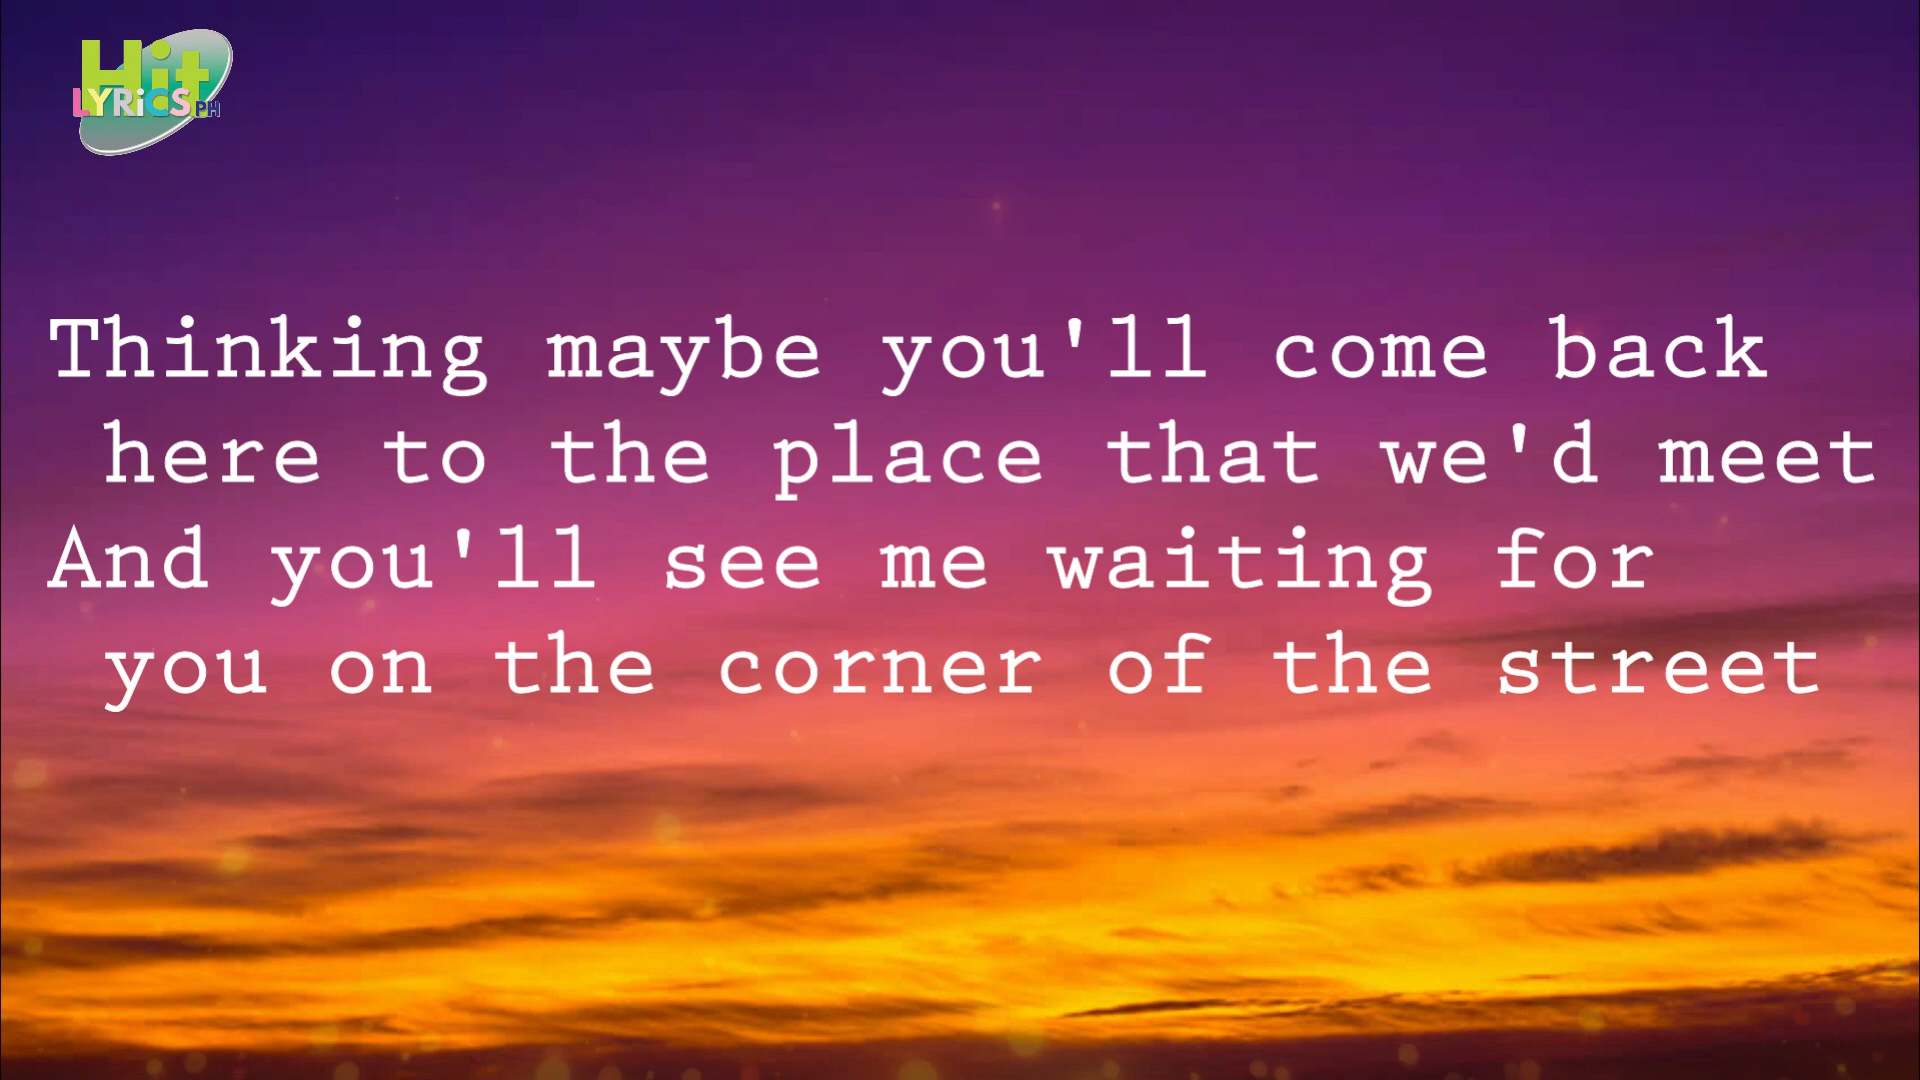 Hit
LYRiCS PH
Thinking maybe you'll come back
here to the place that we'd meet
And you'll see me waiting for
you on the corner of the street